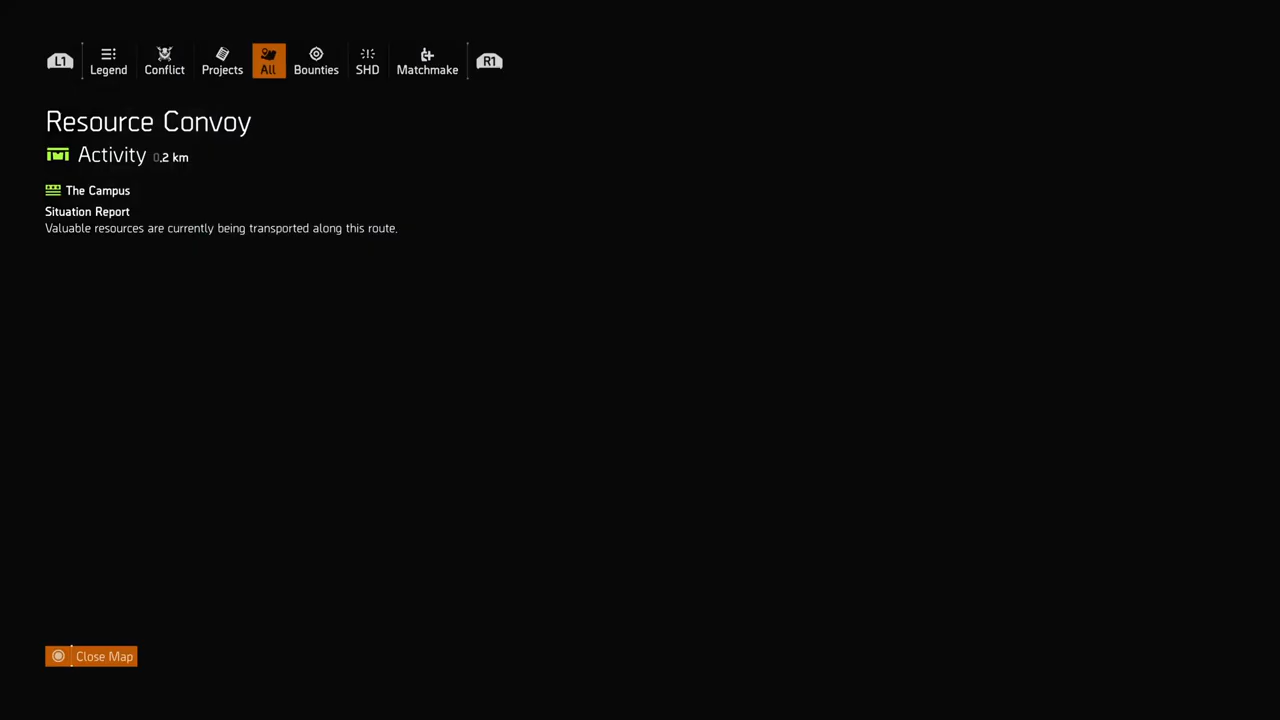 L1 Legend Conflict Projects All Bounties SHD Matchmake R1
Resource Convoy
Activity 0.2 km
The Campus
Situation Report
Valuable resources are currently being transported along this route.
Close Map